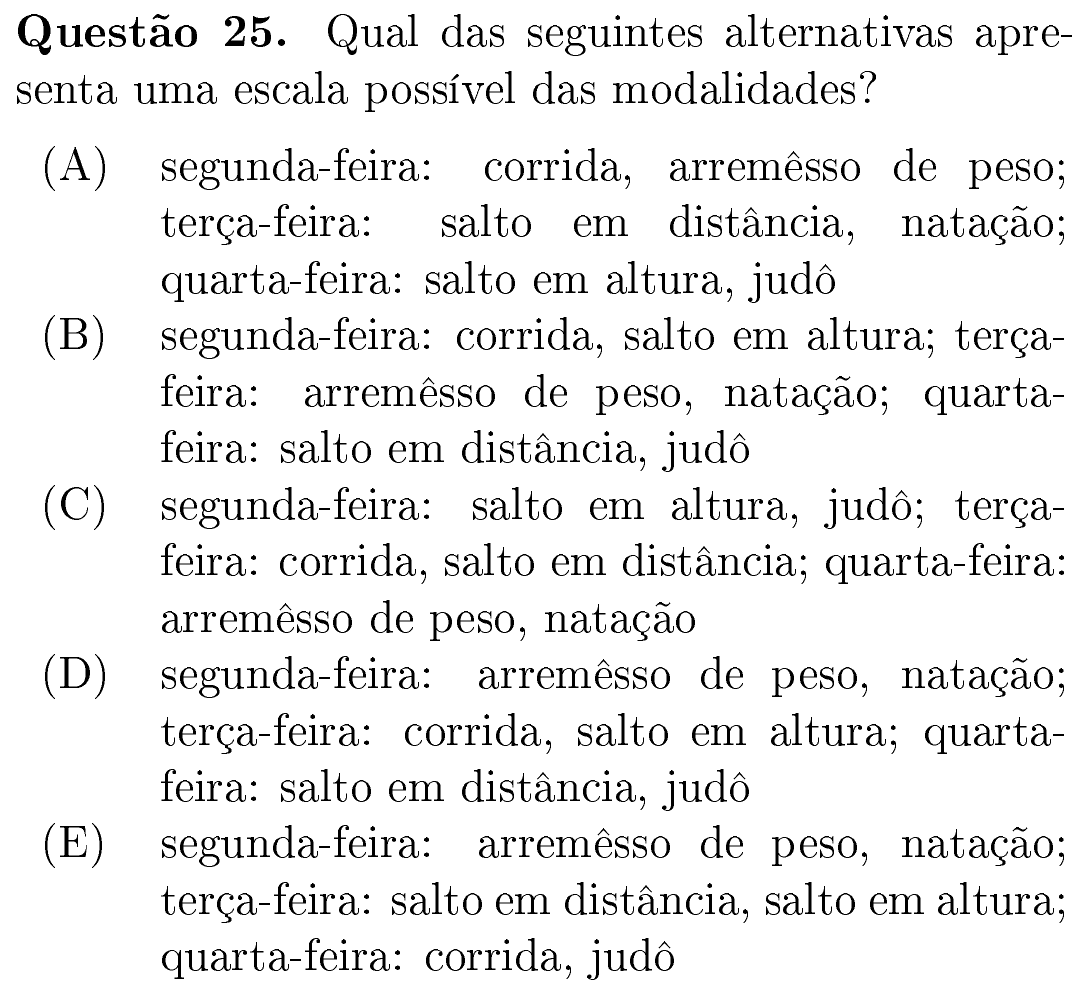 Questão 25. Qual das seguintes alternativas apre-
senta uma escala possível das modalidades?
(A) segunda-feira: corrida, arremêsso de peso;
terça-feira: salto em distância, natação;
quarta-feira: salto em altura, judô
(B) segunda-feira: corrida, salto em altura; terça-
feira: arremêsso de peso, natação; quarta-
feira: salto em distância, judô
(C) segunda-feira: salto em altura, judô; terça-
feira: corrida, salto em distância; quarta-feira:
arremêsso de peso, natação
(D) segunda-feira: arremêsso de peso, natação;
terça-feira: corrida, salto em altura; quarta-
feira: salto em distância, judô
(E) segunda-feira: arremêsso de peso, natação;
terça-feira: salto em distância, salto em altura;
quarta-feira: corrida, judô